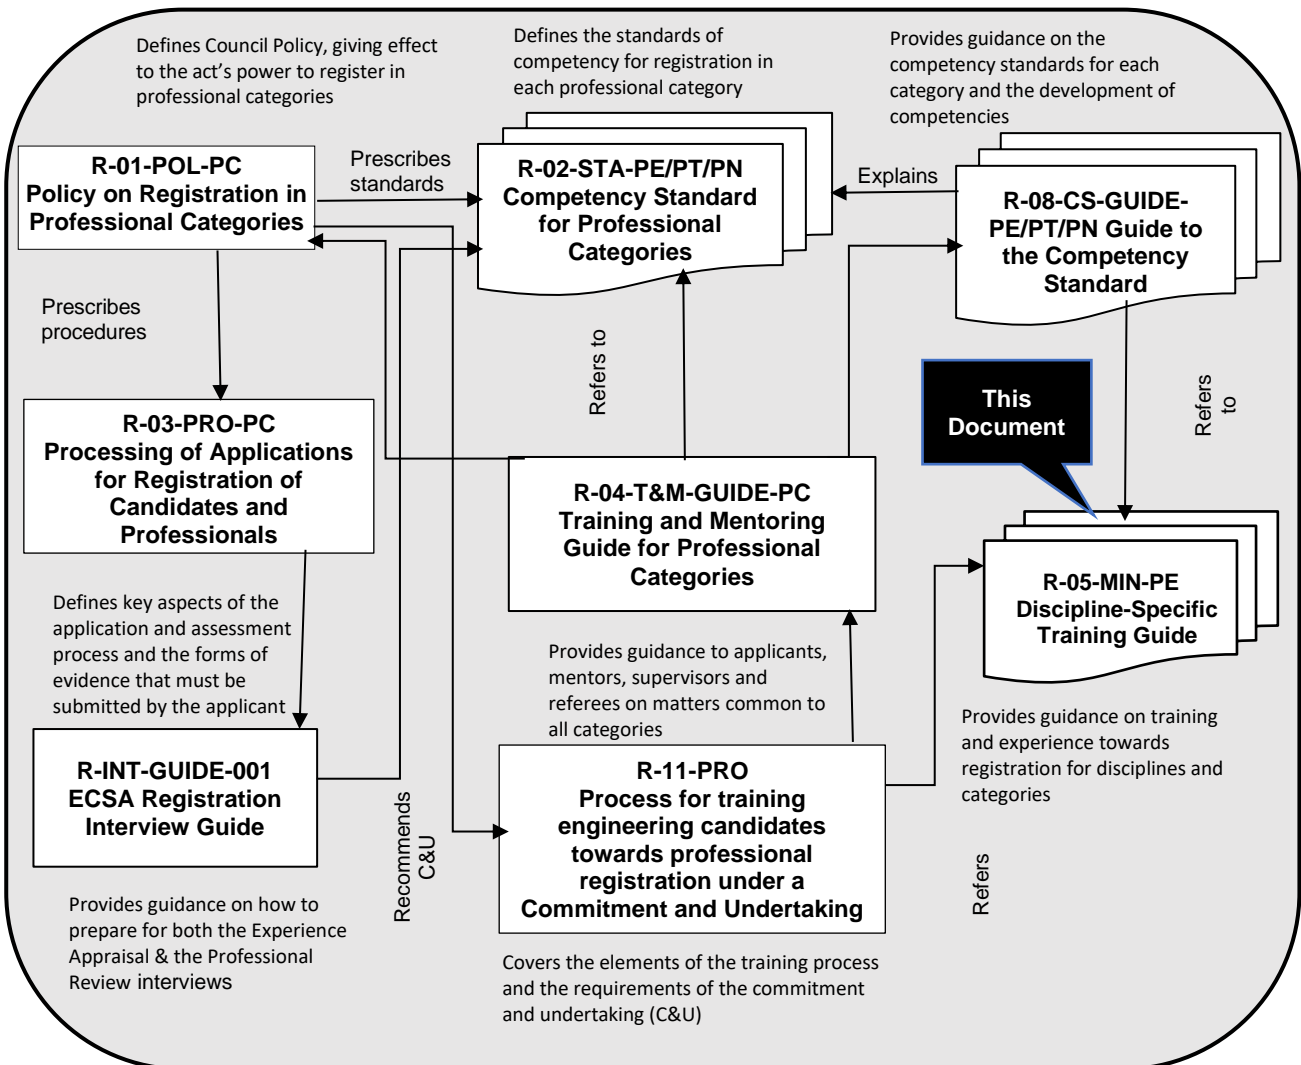 Defines Council Policy, giving effect
to the act's power to register in
professional categories
Defines the standards of
competency for registration in
each professional category
Provides guidance on the
competency standards for each
category and the development of
competencies
R-01-POL-PC
Policy on Registration in
Professional Categories
Prescribes
standards
R-02-STA-PE/PT/PN
Competency Standard
for Professional
Categories
Explains
R-08-CS-GUIDE-
PE/PT/PN Guide to
the Competency
Standard
Prescribes
procedures
Refers to
This
Document
Refers
to
R-03-PRO-PC
Processing of Applications
for Registration of
Candidates and
Professionals
R-04-T&M-GUIDE-PC
Training and Mentoring
Guide for Professional
Categories
R-05-MIN-PE
Discipline-Specific
Training Guide
Defines key aspects of the
application and assessment
process and the forms of
evidence that must be
submitted by the applicant
Provides guidance to applicants,
mentors, supervisors and
referees on matters common to
all categories
Provides guidance on training
and experience towards
registration for disciplines and
categories
R-INT-GUIDE-001
ECSA Registration
Interview Guide
Recommends
C&U
R-11-PRO
Process for training
engineering candidates
towards professional
registration under a
Commitment and Undertaking
Refers
Provides guidance on how to
prepare for both the Experience
Appraisal & the Professional
Review interviews
Covers the elements of the training process
and the requirements of the commitment
and undertaking (C&U)